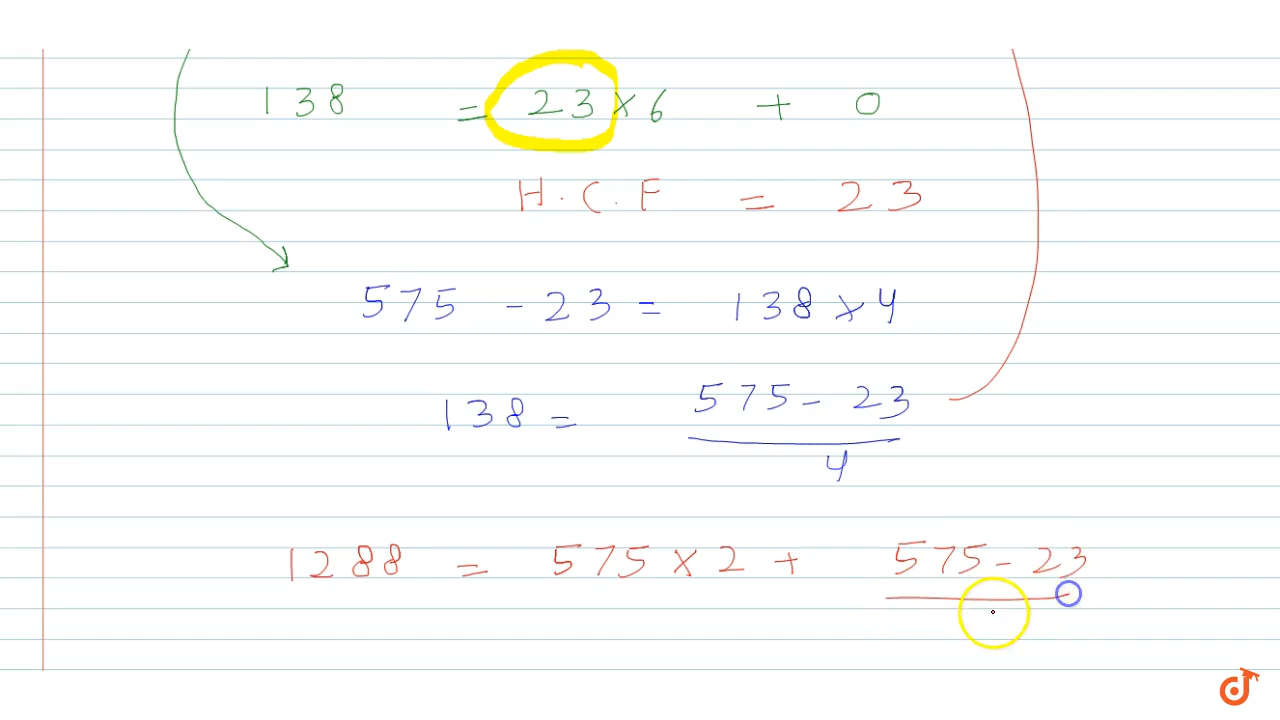 138 = 23 × 6 + 0
H.C.F = 23
575 - 23 = 138 × 4
138 = 575 - 23
4
1288 = 575 × 2 + 575 - 23